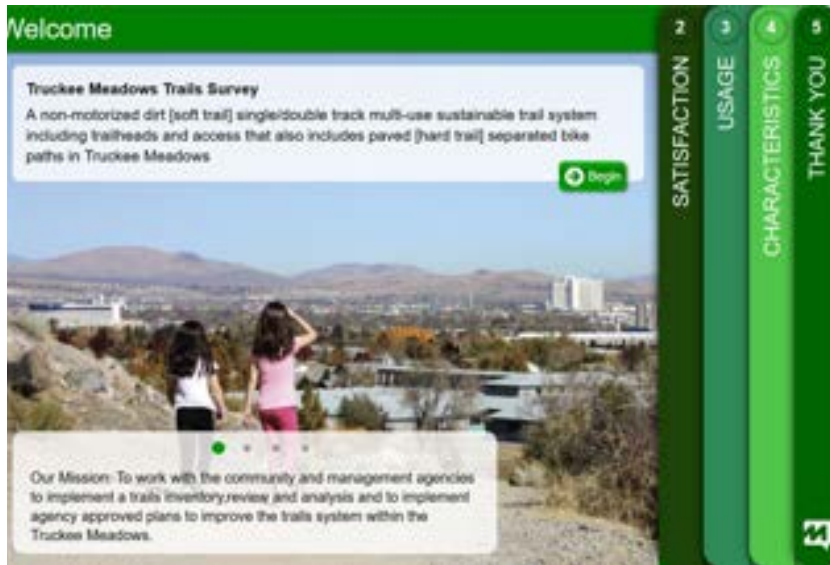 Welcome
Truckee Meadows Trails Survey
A non-motorized dirt [soft trail] single/double track multi-use sustainable trail system
including trailheads and access that also includes paved [hard trail] separated bike
paths in Truckee Meadows
Begin
Our Mission: To work with the community and management agencies
to implement a trails inventory,review and analysis and to implement
agency approved plans to improve the trails system within the
Truckee Meadows.
2
SATISFACTION
3
USAGE
4
CHARACTERISTICS
5
THANK YOU